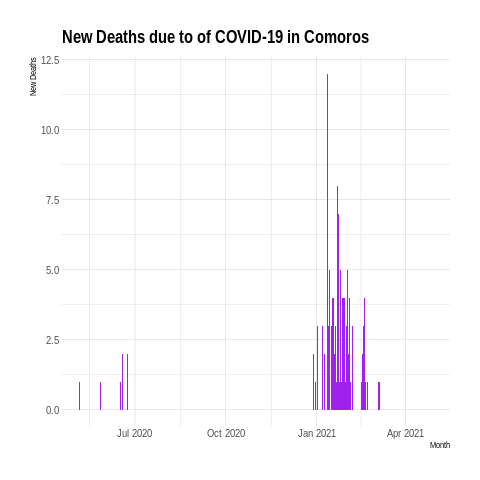 New Deaths due to of COVID-19 in Comoros
New Deaths
12.5
10.0
7.5
5.0
2.5
0.0
Jul 2020 Oct 2020 Jan 2021 Apr 2021
Month